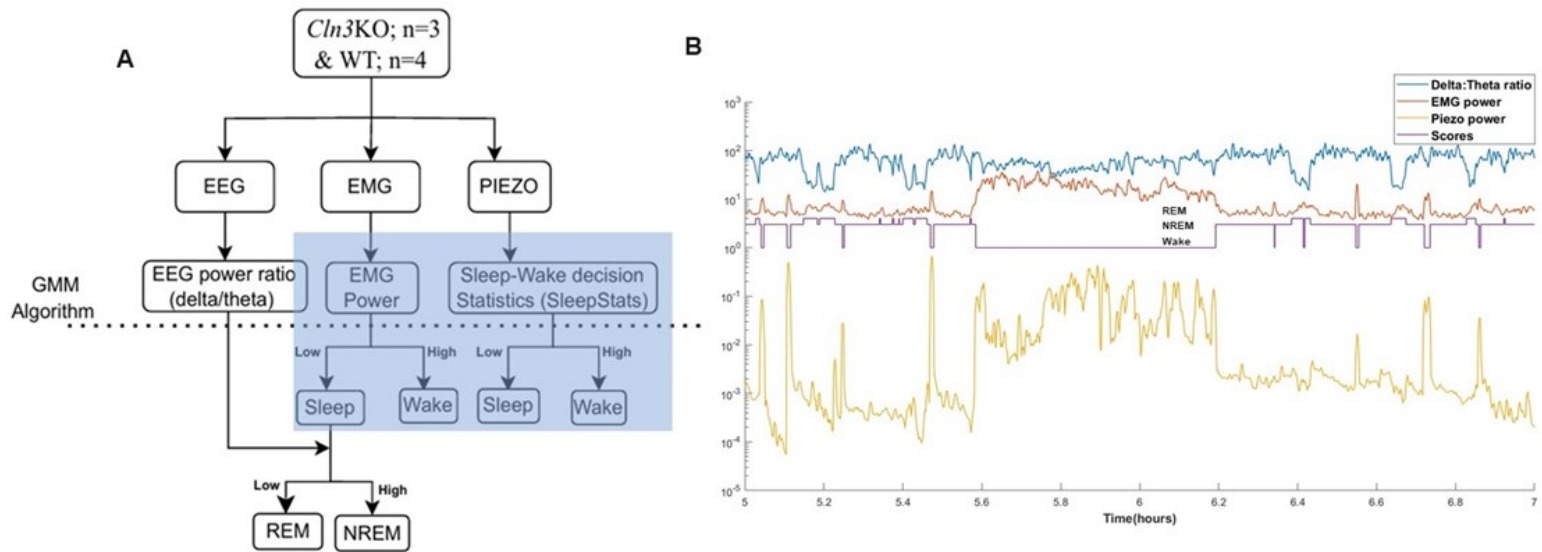 A
Cln3KO; n=3
& WT; n=4
EEG
EMG
PIEZO
GMM
Algorithm
EEG power ratio
(delta/theta)
EMG
Power
Sleep-Wake decision
Statistics (SleepStats)
Low
High
Low
High
Sleep
Wake
Sleep
Wake
Low
High
REM
NREM
B
Delta:Theta ratio
EMG power
Piezo power
Scores
10^3
10^2
10^1
10^0
10^-1
10^-2
10^-3
10^-4
10^-5
REM
NREM
Wake
5
5.2
5.4
5.6
5.8
6
6.2
6.4
6.6
6.8
7
Time(hours)